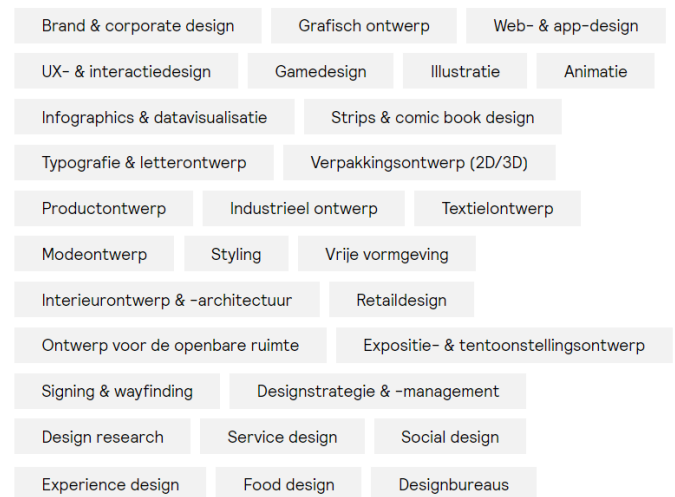 Brand & corporate design Grafisch ontwerp Web- & app-design
UX- & interactiedesign Gamedesign Illustratie Animatie
Infographics & datavisualisatie Strips & comic book design
Typografie & letterontwerp Verpakkingsontwerp (2D/3D)
Productontwerp Industrieel ontwerp Textielontwerp
Modeontwerp Styling Vrije vormgeving
Interieurontwerp & -architectuur Retaildesign
Ontwerp voor de openbare ruimte Expositie- & tentoonstellingsontwerp
Signing & wayfinding Designstrategie & -management
Design research Service design Social design
Experience design Food design Designbureaus